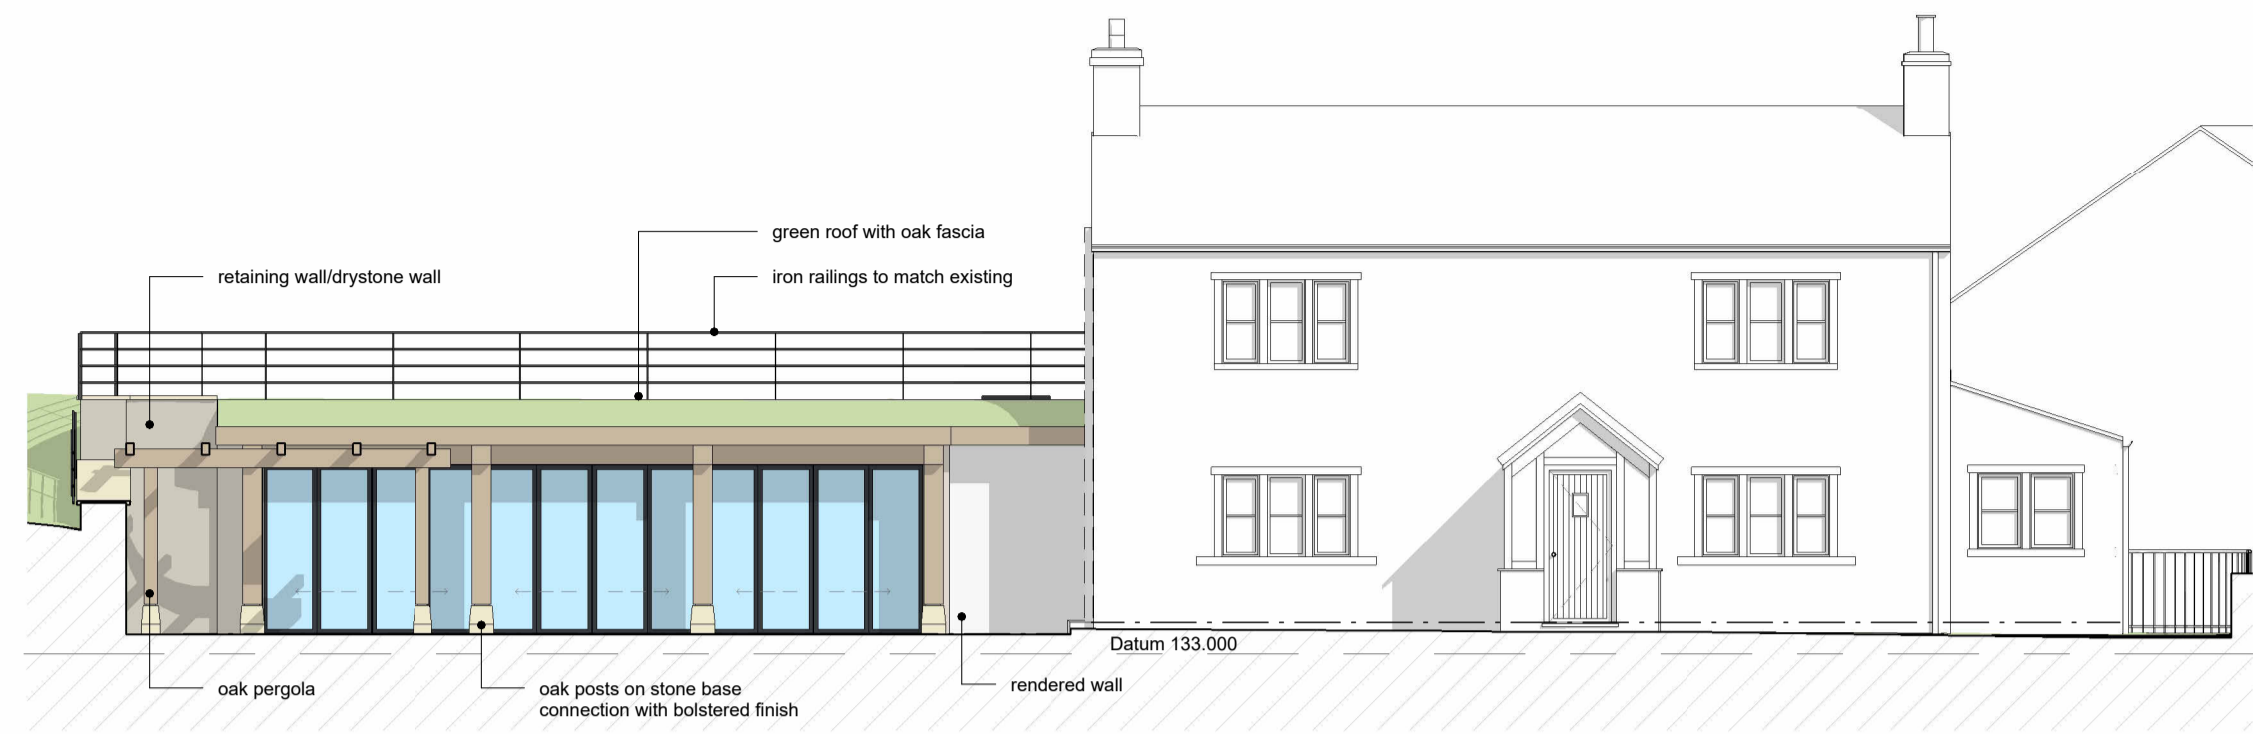 green roof with oak fascia
retaining wall/drystone wall
iron railings to match existing
Datum 133.000
oak pergola
oak posts on stone base
connection with bolstered finish
rendered wall